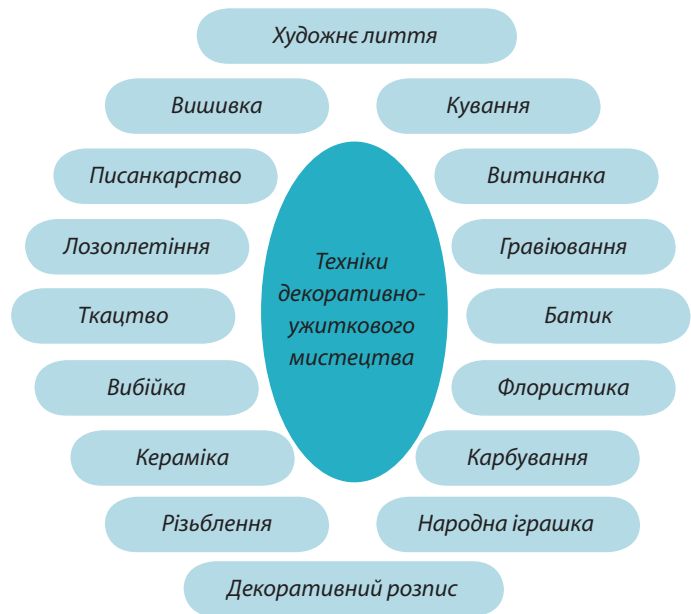 Художнє лиття
Вишивка
Кування
Писанкарство
Витинанка
Лозоплетіння
Гравіювання
Техніки
декоративно-
ужиткового
мистецтва
Ткацтво
Батик
Вибійка
Флористика
Кераміка
Карбування
Різьблення
Народна іграшка
Декоративний розпис